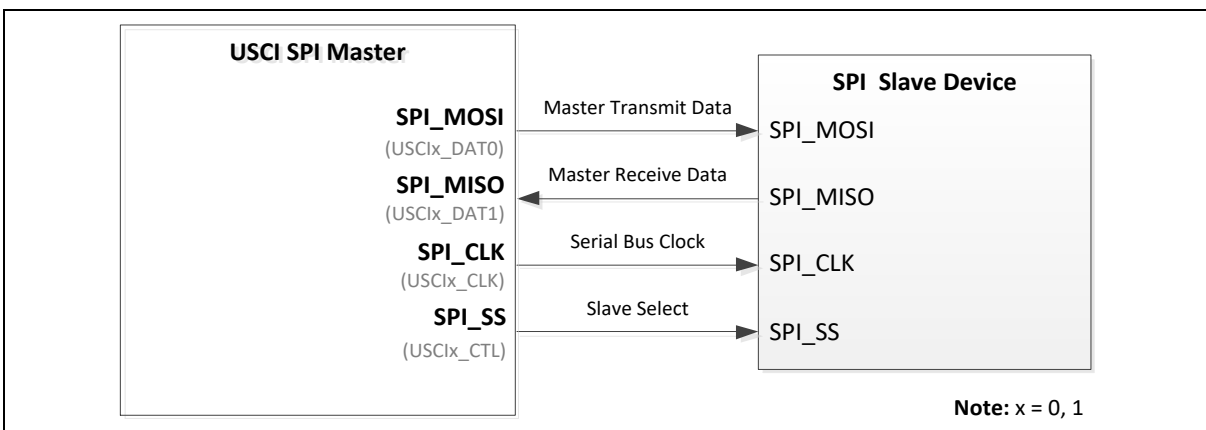 USCI SPI Master
SPI_MOSI
(USCIx_DAT0)
SPI_MISO
(USCIx_DAT1)
SPI_CLK
(USCIx_CLK)
SPI_SS
(USCIx_CTL)
Master Transmit Data
Master Receive Data
Serial Bus Clock
Slave Select
SPI Slave Device
SPI_MOSI
SPI_MISO
SPI_CLK
SPI_SS
Note: x = 0, 1